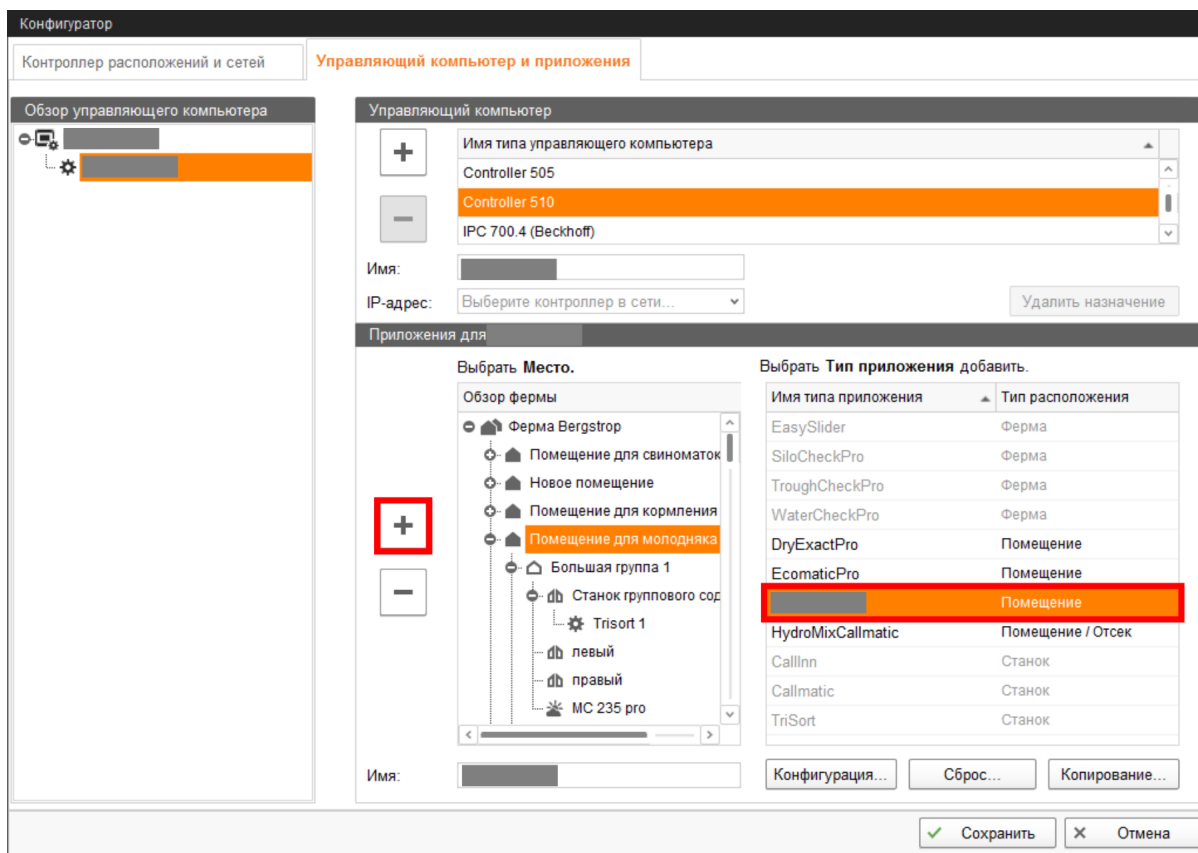 Конфигуратор
Контроллер расположений и сетей
Управляющий компьютер и приложения
Обзор управляющего компьютера
Управляющий компьютер
Имя типа управляющего компьютера
Controller 505
Controller 510
IPC 700.4 (Beckhoff)
Имя:
IP-адрес: Выберите контроллер в сети... Удалить назначение
Приложения для
Выбрать Место.
Обзор фермы
Ферма Bergstrop
Помещение для свиноматок
Новое помещение
Помещение для кормления
Помещение для молодняка
Большая группа 1
Станок группового сод
Trisort 1
левый
правый
MC 235 pro
Имя:
Выбрать Тип приложения добавить.
Имя типа приложения Тип расположения
EasySlider Ферма
SiloCheckPro Ферма
TroughCheckPro Ферма
WaterCheckPro Ферма
DryExactPro Помещение
EcomaticPro Помещение
Помещение
HydroMixCallmatic Помещение / Отсек
CallInn Станок
Callmatic Станок
TriSort Станок
Конфигурация... Сброс... Копирование...
Сохранить Отмена